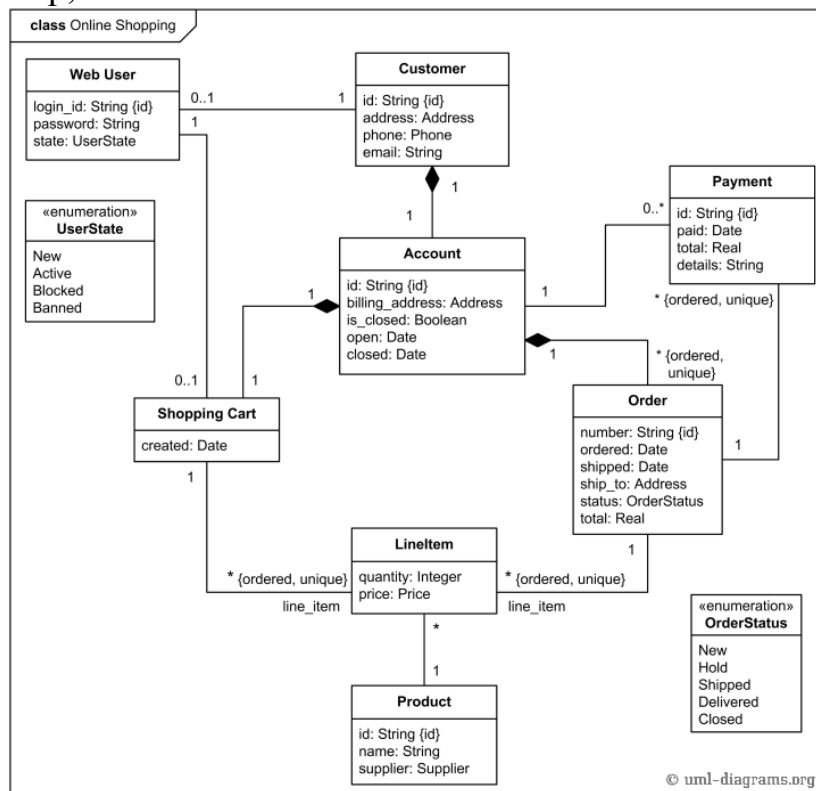 class Online Shopping
Web User
login_id: String {id}
password: String
state: UserState
0..1
1
1
Customer
id: String {id}
address: Address
phone: Phone
email: String
1
1
«enumeration»
UserState
New
Active
Blocked
Banned
Payment
id: String {id}
paid: Date
total: Real
details: String
0..*
1
* {ordered, unique}
Account
id: String {id}
billing_address: Address
is_closed: Boolean
open: Date
closed: Date
1
1
1
* {ordered,
unique}
0..1
Shopping Cart
created: Date
1
Order
number: String {id}
ordered: Date
shipped: Date
ship_to: Address
status: OrderStatus
total: Real
1
1
LineItem
quantity: Integer
price: Price
* {ordered, unique}
line_item
* {ordered, unique}
line_item
*
1
Product
id: String {id}
name: String
supplier: Supplier
«enumeration»
OrderStatus
New
Hold
Shipped
Delivered
Closed
© uml-diagrams.org